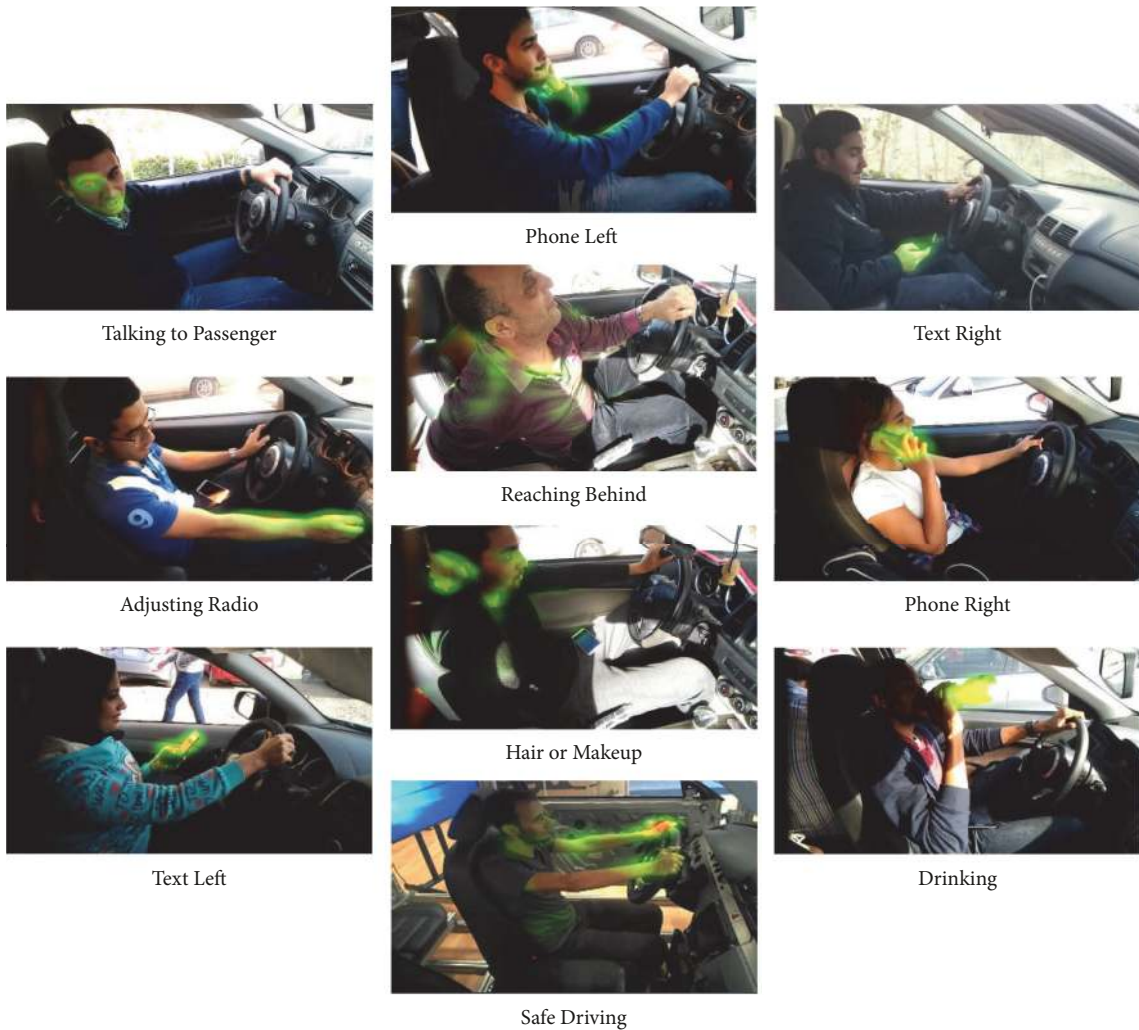 Phone Left
Talking to Passenger
Text Right
Reaching Behind
9
Adjusting Radio
Phone Right
Hair or Makeup
Text Left
Drinking
Safe Driving